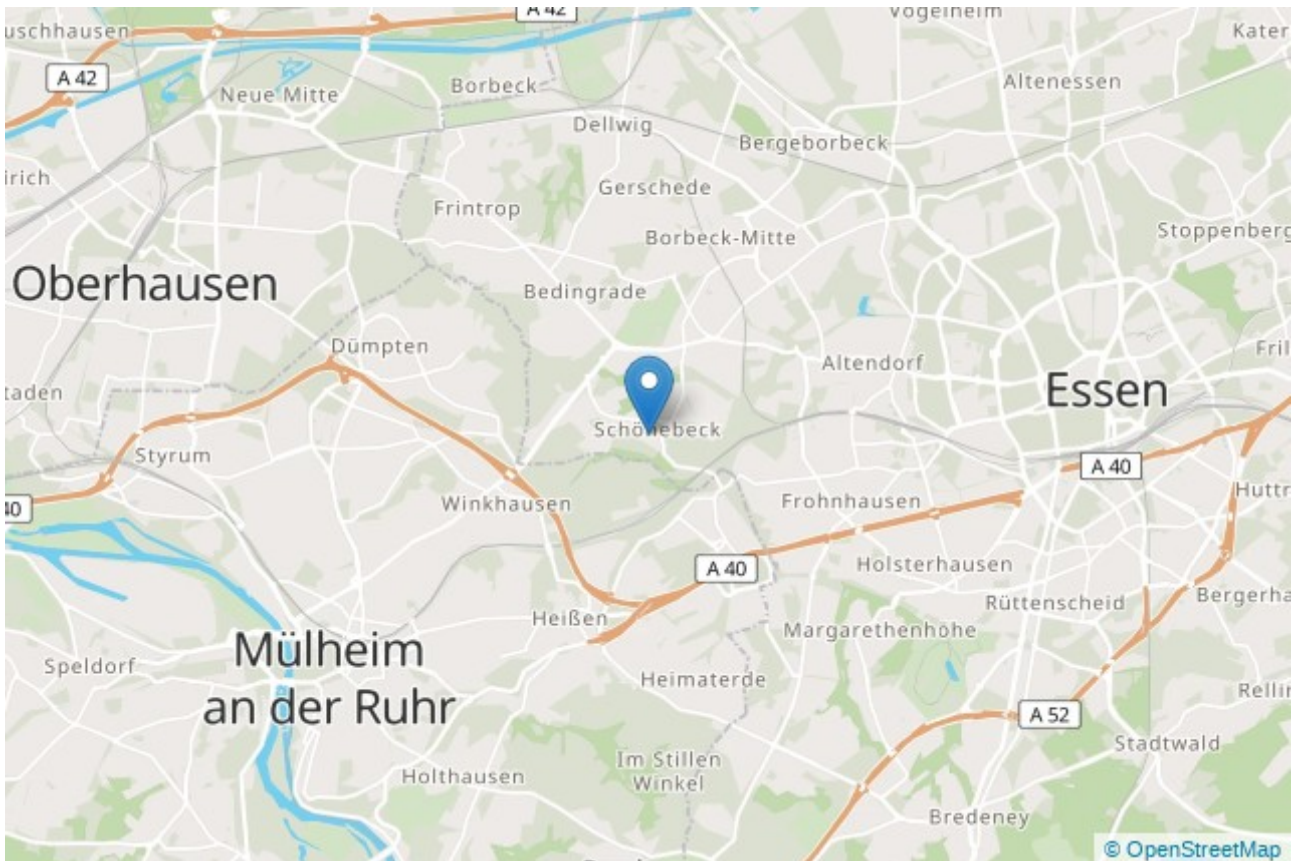 A 42
uschhausen
Vogelheim
Kater
A 42
Neue Mitte
Borbeck
Altenessen
Dellwig
Bergeborbeck
irich
Gerschede
Frintrop
Borbeck-Mitte
Stoppenberg
Oberhausen
Bedingrade
Dümpten
Altendorf
Fril
taden
Essen
Schönebeck
Styrum
A 40
40
Winkhausen
Frohnhausen
Huttr
A 40
Holsterhausen
Heißen
Rüttenscheid
Bergerha
Mülheim
an der Ruhr
Margarethenhöhe
Speldorf
Heimaterde
Rellin
A 52
Stadtwald
Holthausen
Im Stillen
Winkel
Bredeney
© OpenStreetMap